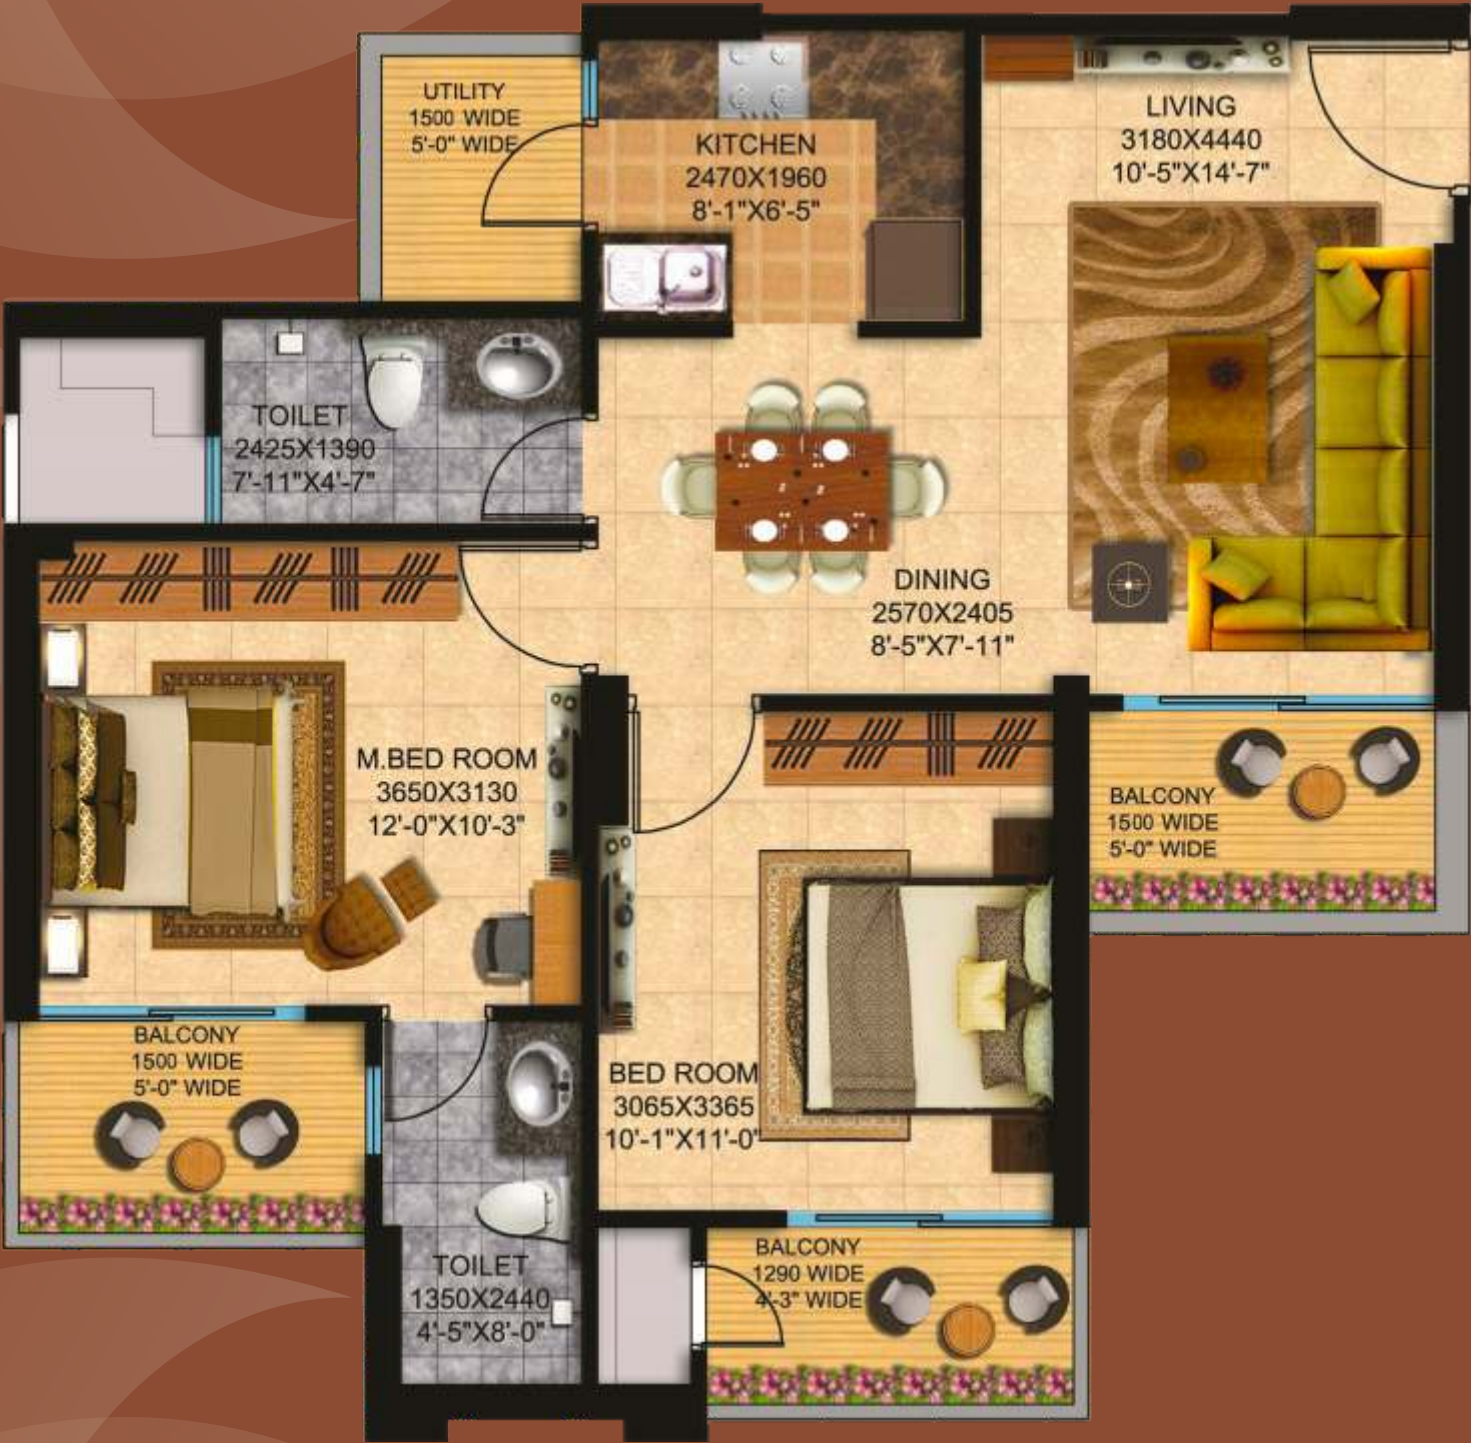 UTILITY
1500 WIDE
5'-0" WIDE
KITCHEN
2470X1960
8'-1"X6'-5"
LIVING
3180X4440
10'-5"X14'-7"
TOILET
2425X1390
7'-11"X4'-7"
DINING
2570X2405
8'-5"X7'-11"
M.BED ROOM
3650X3130
12'-0"X10'-3"
BALCONY
1500 WIDE
5'-0" WIDE
BALCONY
1500 WIDE
5'-0" WIDE
BED ROOM
3065X3365
10'-1"X11'-0"
TOILET
1350X2440
4'-5"X8'-0"
BALCONY
1290 WIDE
4'-3" WIDE